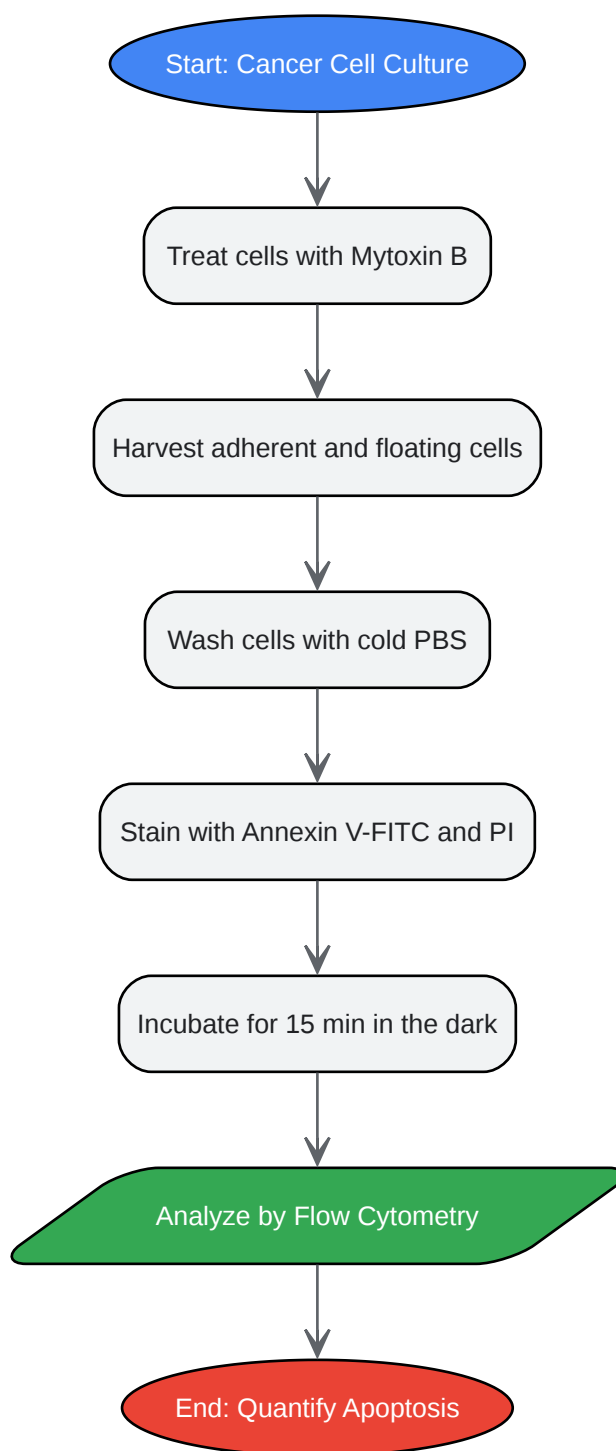 Start: Cancer Cell Culture
Treat cells with Mytoxin B
Harvest adherent and floating cells
Wash cells with cold PBS
Stain with Annexin V-FITC and PI
Incubate for 15 min in the dark
Analyze by Flow Cytometry
End: Quantify Apoptosis